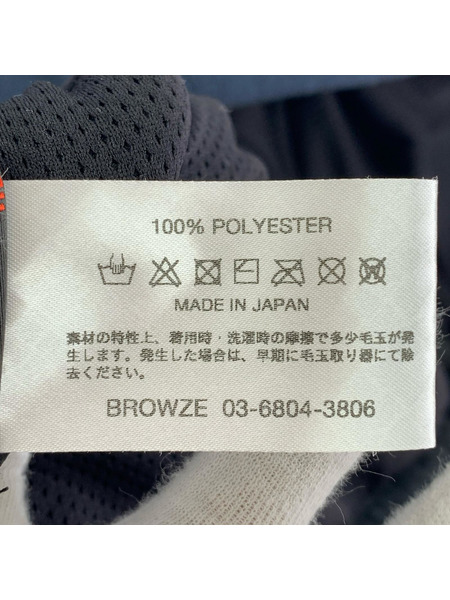 100% POLYESTER
MADE IN JAPAN
素材の特性上、着用時・洗濯時の摩擦で多少毛玉が発
生します。発生した場合は、早期に毛玉取り器にて除
去ください。
BROWZE 03-6804-3806